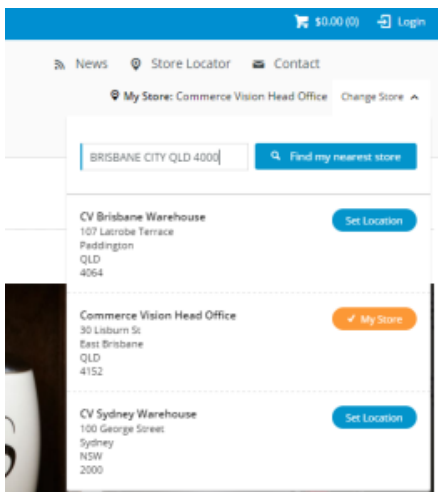 $0.00 (0) Login
News Store Locator Contact
My Store: Commerce Vision Head Office Change Store
BRISBANE CITY QLD 4000 Find my nearest store
CV Brisbane Warehouse Set Location
107 Latrobe Terrace
Paddington
QLD
4064
Commerce Vision Head Office My Store
30 Lisburn St
East Brisbane
QLD
4152
CV Sydney Warehouse Set Location
100 George Street
Sydney
NSW
2000